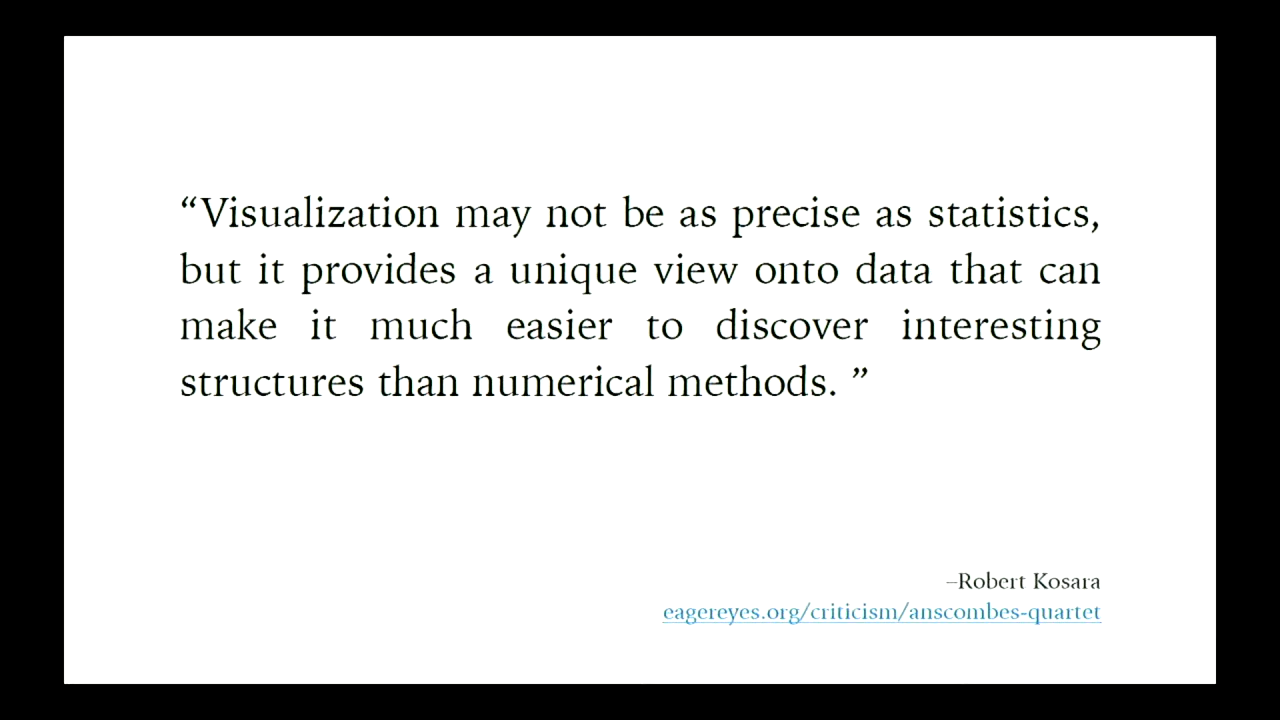 “Visualization may not be as precise as statistics,
but it provides a unique view onto data that can
make it much easier to discover interesting
structures than numerical methods. ”
–Robert Kosara
eagereyes.org/criticism/anscombes-quartet